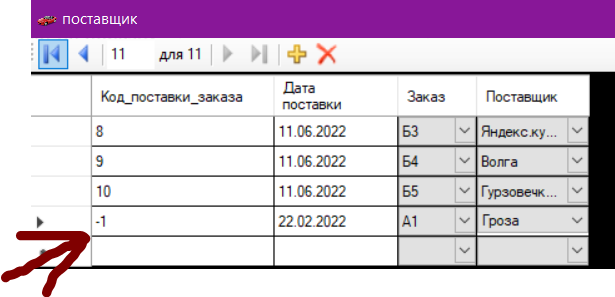 поставщик
11 для 11
Код_поставки_заказа Дата поставки Заказ Поставщик
8 11.06.2022 Б3 Яндекс.ку...
9 11.06.2022 Б4 Волга
10 11.06.2022 Б5 Гурзовечк...
-1 22.02.2022 А1 Гроза